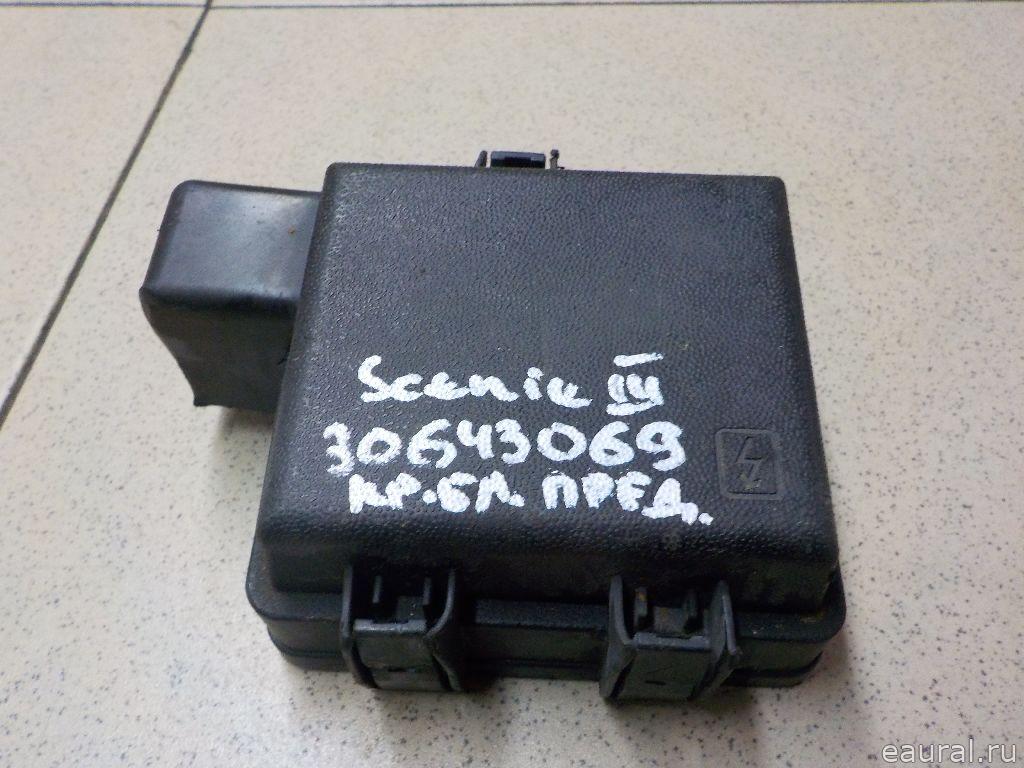 Scenic III
30643069
кр.бл. пред.
eaural.ru